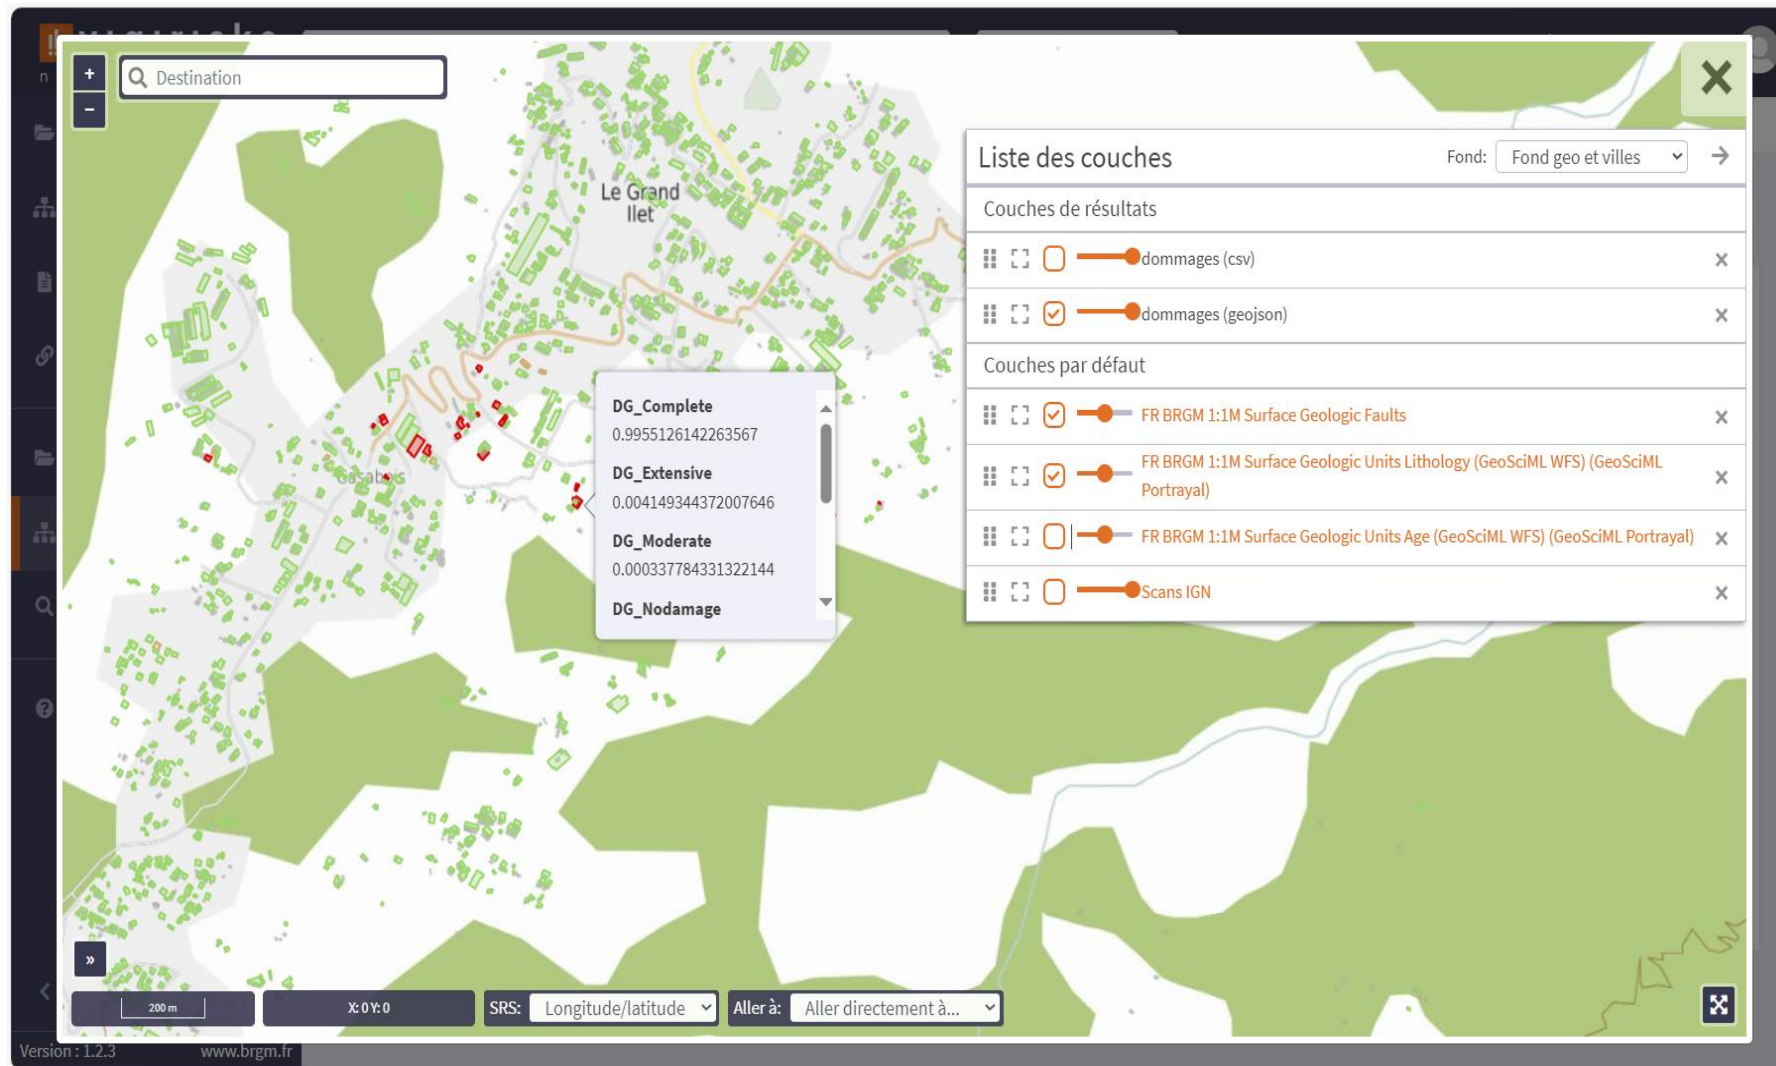 +
Destination
−
Le Grand
Ilet
Casabois
Liste des couches
Fond:
Fond geo et villes
Couches de résultats
dommages (csv)
dommages (geojson)
Couches par défaut
FR BRGM 1:1M Surface Geologic Faults
FR BRGM 1:1M Surface Geologic Units Lithology (GeoSciML WFS) (GeoSciML
Portrayal)
FR BRGM 1:1M Surface Geologic Units Age (GeoSciML WFS) (GeoSciML Portrayal)
Scans IGN
DG_Complete
0.9955126142263567
DG_Extensive
0.004149344372007646
DG_Moderate
0.000337784331322144
DG_Nodamage
»
200 m
X: 0 Y: 0
SRS:
Longitude/latitude
Aller à:
Aller directement à...
Version : 1.2.3
www.brgm.fr